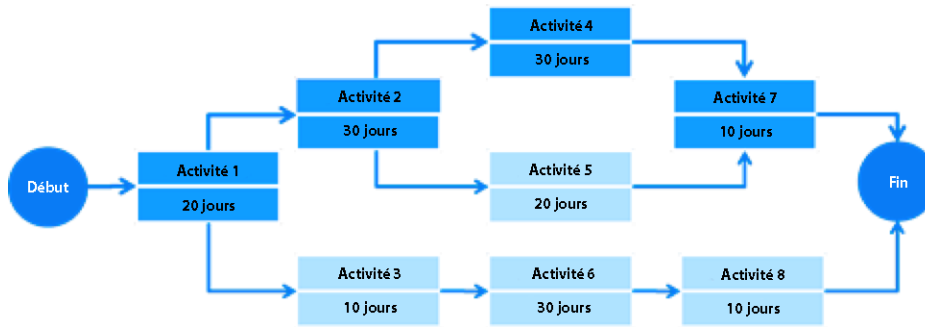 Activité 4
30 jours
Activité 2
30 jours
Activité 7
10 jours
Activité 1
20 jours
Activité 5
20 jours
Début
Fin
Activité 3
10 jours
Activité 6
30 jours
Activité 8
10 jours